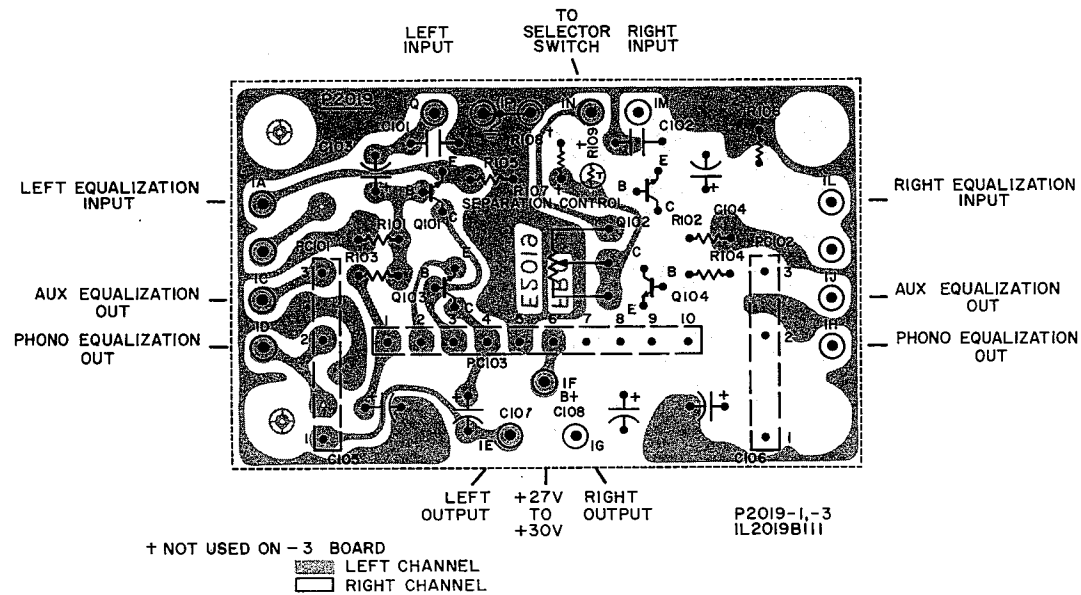 LEFT
INPUT
TO
SELECTOR
SWITCH
RIGHT
INPUT
P2019
1Q
1P
1N
1M
C101
C102
R109
C103
R105
E
E
LEFT EQUALIZATION
INPUT
1A
B
R107 †
SEPARATION CONTROL
1L
RIGHT EQUALIZATION
INPUT
R101
Q101
C
Q102
C
R102
C104
PC101
PC102
R103
R104
E2019
3
B
E
C
B
3
AUX EQUALIZATION
OUT
1C
Q103
C
E
Q104
1J
AUX EQUALIZATION
OUT
PHONO EQUALIZATION
OUT
1D
2
1 2 3 4 5 6 7 8 9 10
2
1H
PHONO EQUALIZATION
OUT
PC103
1F
B+
C107
C108
1
1E
1G
1
C105
C106
LEFT
OUTPUT
+27V
TO
+30V
RIGHT
OUTPUT
P2019-1,-3
1L2019B111
† NOT USED ON -3 BOARD
LEFT CHANNEL
RIGHT CHANNEL